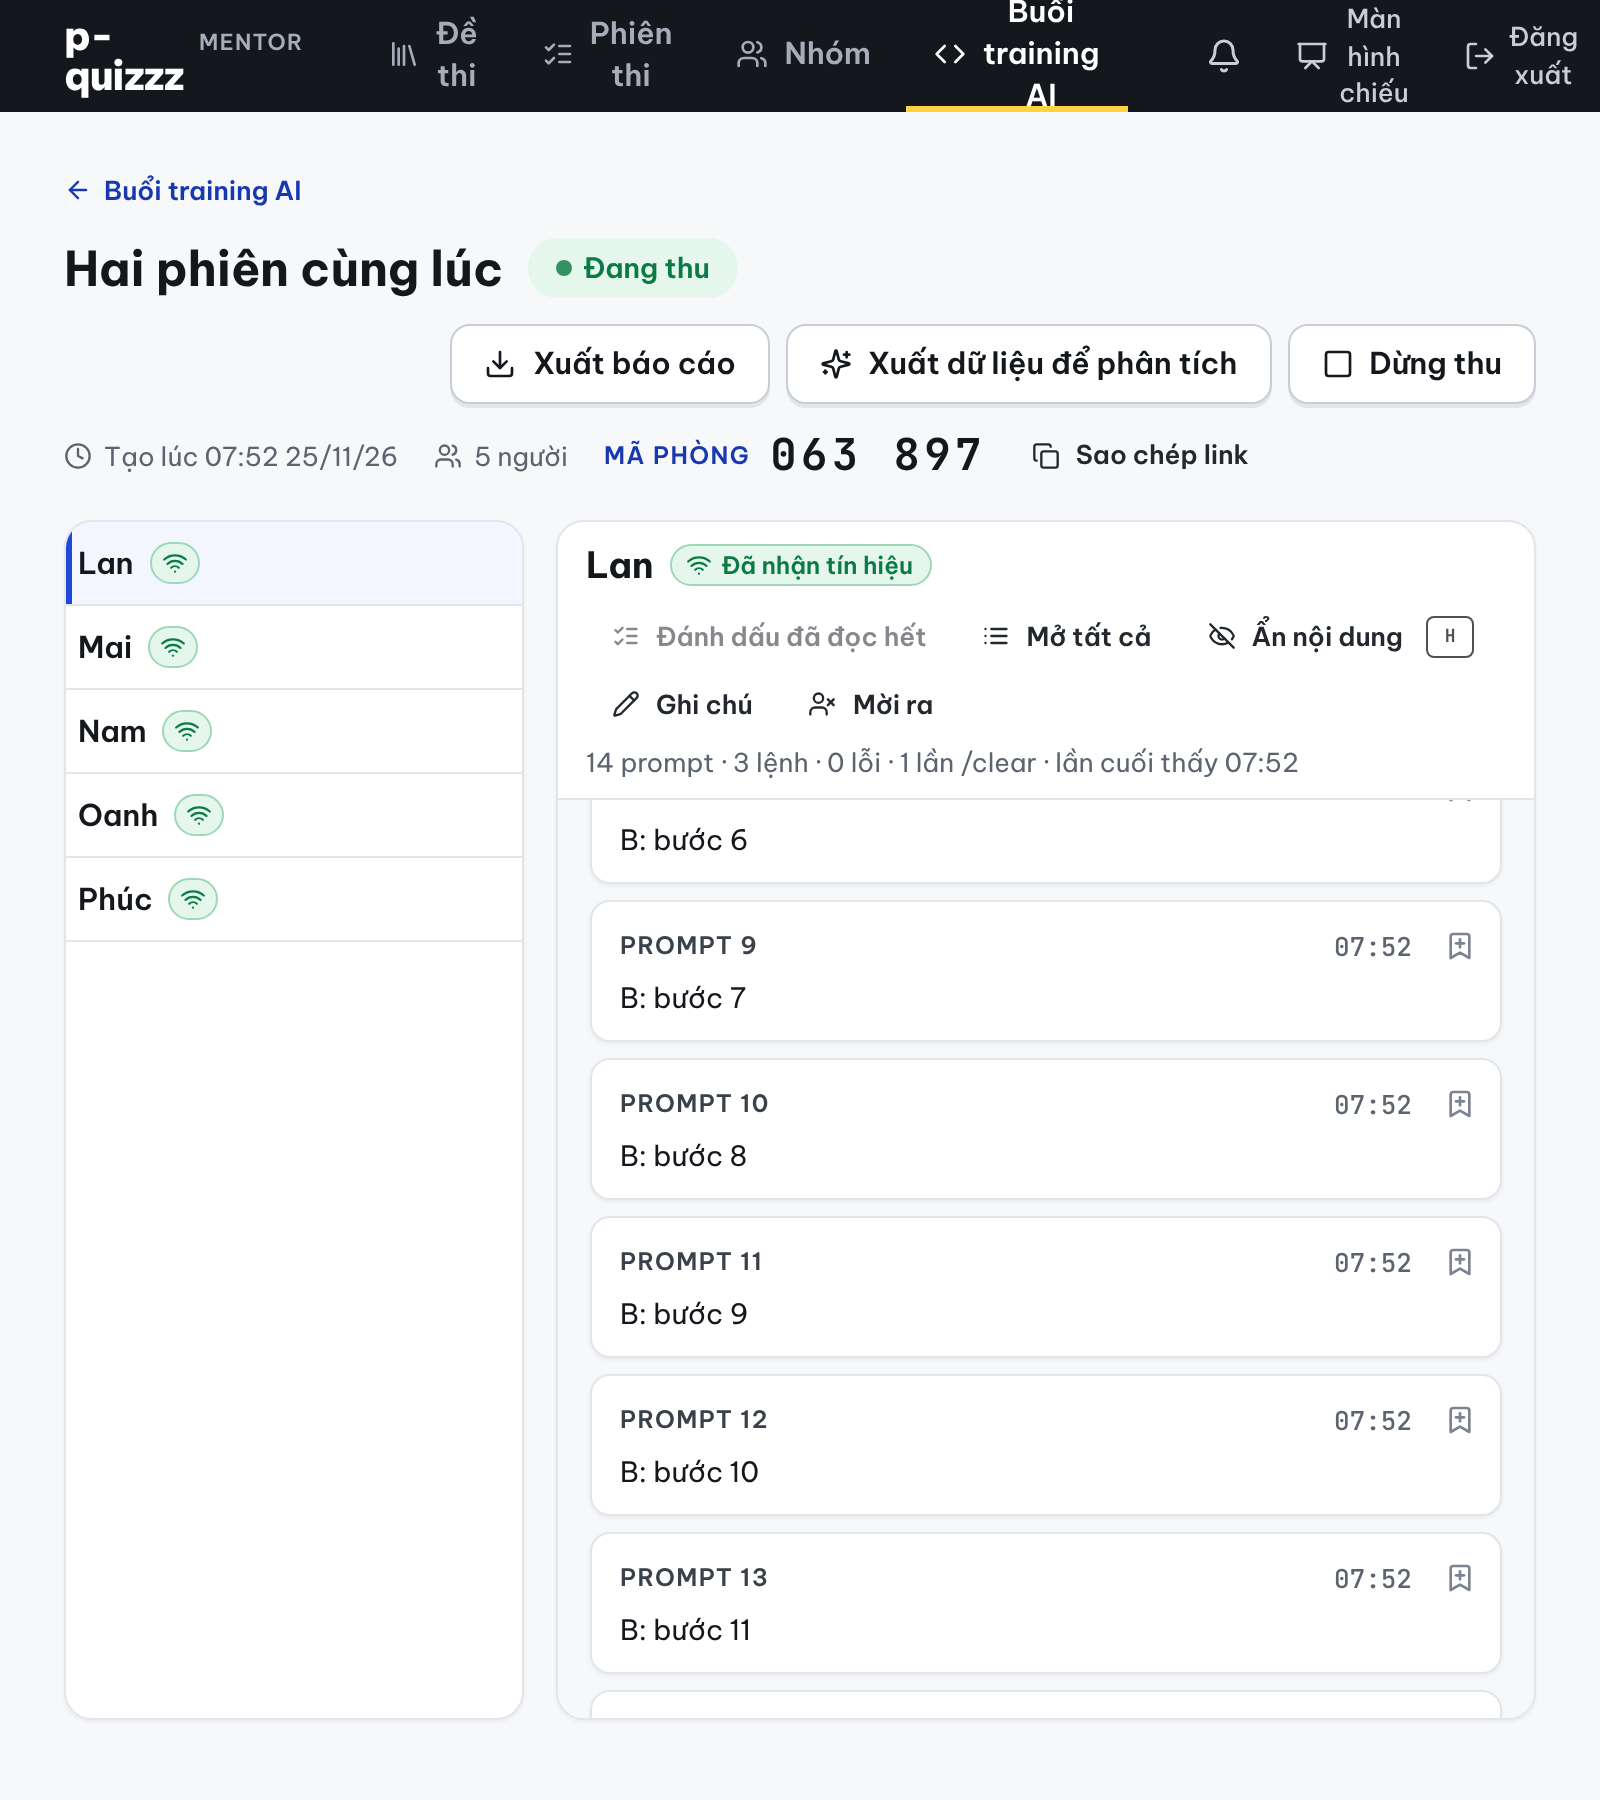 p-quizzz MENTOR
Đề thi
Phiên thi
Nhóm
Buổi training AI
Màn hình chiếu
Đăng xuất
Buổi training AI
Hai phiên cùng lúc
Đang thu
Xuất báo cáo
Xuất dữ liệu để phân tích
Dừng thu
Tạo lúc 07:52 25/11/26
5 người
MÃ PHÒNG 063 897
Sao chép link
Lan
Mai
Nam
Oanh
Phúc
Lan
Đã nhận tín hiệu
Đánh dấu đã đọc hết
Mở tất cả
Ẩn nội dung H
Ghi chú
Mời ra
14 prompt · 3 lệnh · 0 lỗi · 1 lần /clear · lần cuối thấy 07:52
B: bước 6
PROMPT 9 07:52
B: bước 7
PROMPT 10 07:52
B: bước 8
PROMPT 11 07:52
B: bước 9
PROMPT 12 07:52
B: bước 10
PROMPT 13 07:52
B: bước 11